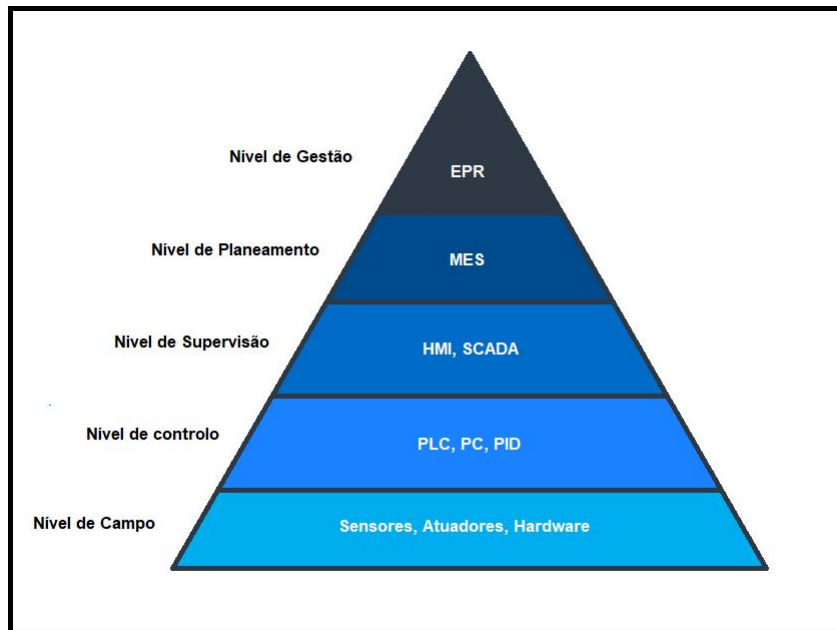 Nível de Gestão
EPR
Nível de Planeamento
MES
Nivel de Supervisão
HMI, SCADA
Nível de controlo
PLC, PC, PID
Nível de Campo
Sensores, Atuadores, Hardware